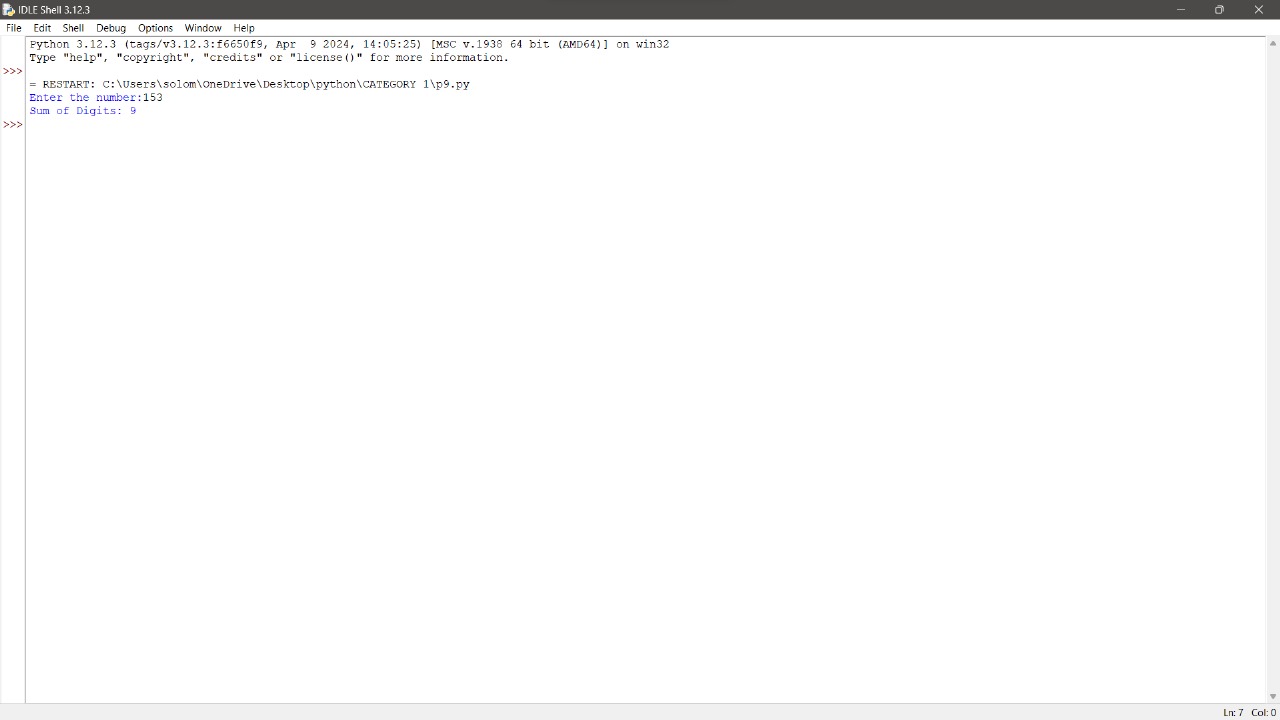 IDLE Shell 3.12.3
File Edit Shell Debug Options Window Help
Python 3.12.3 (tags/v3.12.3:f6650f9, Apr  9 2024, 14:05:25) [MSC v.1938 64 bit (AMD64)] on win32
Type "help", "copyright", "credits" or "license()" for more information.
>>>
= RESTART: C:\Users\solom\OneDrive\Desktop\python\CATEGORY 1\p9.py
Enter the number:153
Sum of Digits: 9
>>>
Ln: 7 Col: 0